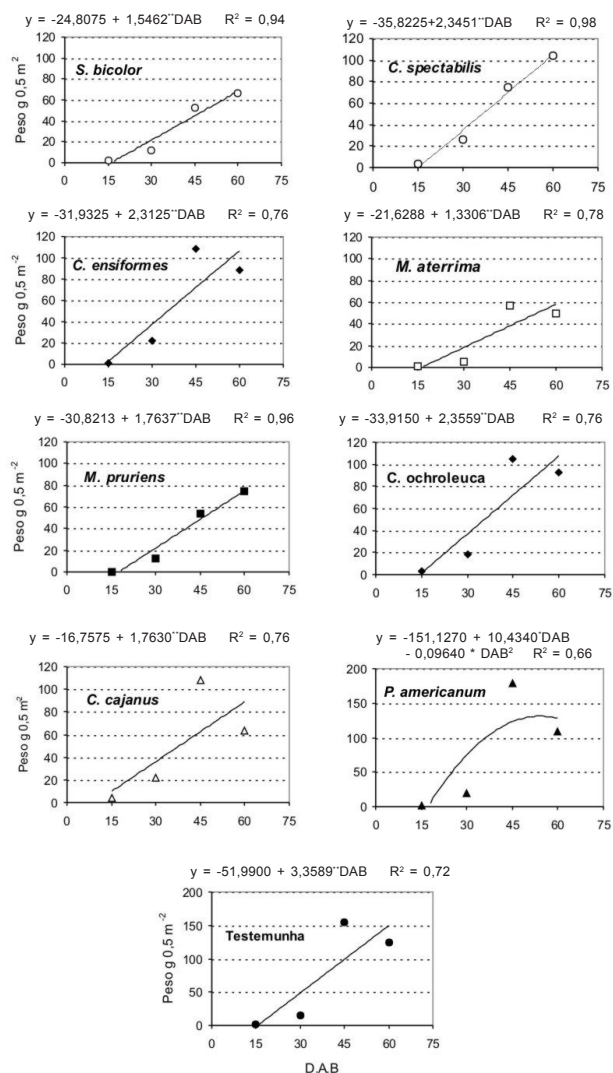 y = -24,8075 + 1,5462**DAB R² = 0,94
S. bicolor
Peso g 0,5 m²
120
100
80
60
40
20
0
0 15 30 45 60 75
y = -35,8225+2,3451**DAB R² = 0,98
C. spectabilis
120
100
80
60
40
20
0
0 15 30 45 60 75
y = -31,9325 + 2,3125**DAB R² = 0,76
C. ensiformes
Peso g 0,5 m⁻²
120
100
80
60
40
20
0
0 15 30 45 60 75
y = -21,6288 + 1,3306**DAB R² = 0,78
M. aterrima
120
100
80
60
40
20
0
0 15 30 45 60 75
y = -30,8213 + 1,7637**DAB R² = 0,96
M. pruriens
Peso g 0,5 m⁻²
120
100
80
60
40
20
0
0 15 30 45 60 75
y = -33,9150 + 2,3559**DAB R² = 0,76
C. ochroleuca
120
100
80
60
40
20
0
0 15 30 45 60 75
y = -16,7575 + 1,7630**DAB R² = 0,76
C. cajanus
Peso g 0,5 m²
120
100
80
60
40
20
0
0 15 30 45 60 75
y = -151,1270 + 10,4340*DAB
- 0,09640 * DAB² R² = 0,66
P. americanum
200
150
100
50
0
0 15 30 45 60 75
y = -51,9900 + 3,3589**DAB R² = 0,72
Testemunha
Peso g 0,5 m⁻²
200
150
100
50
0
0 15 30 45 60 75
D.A.B